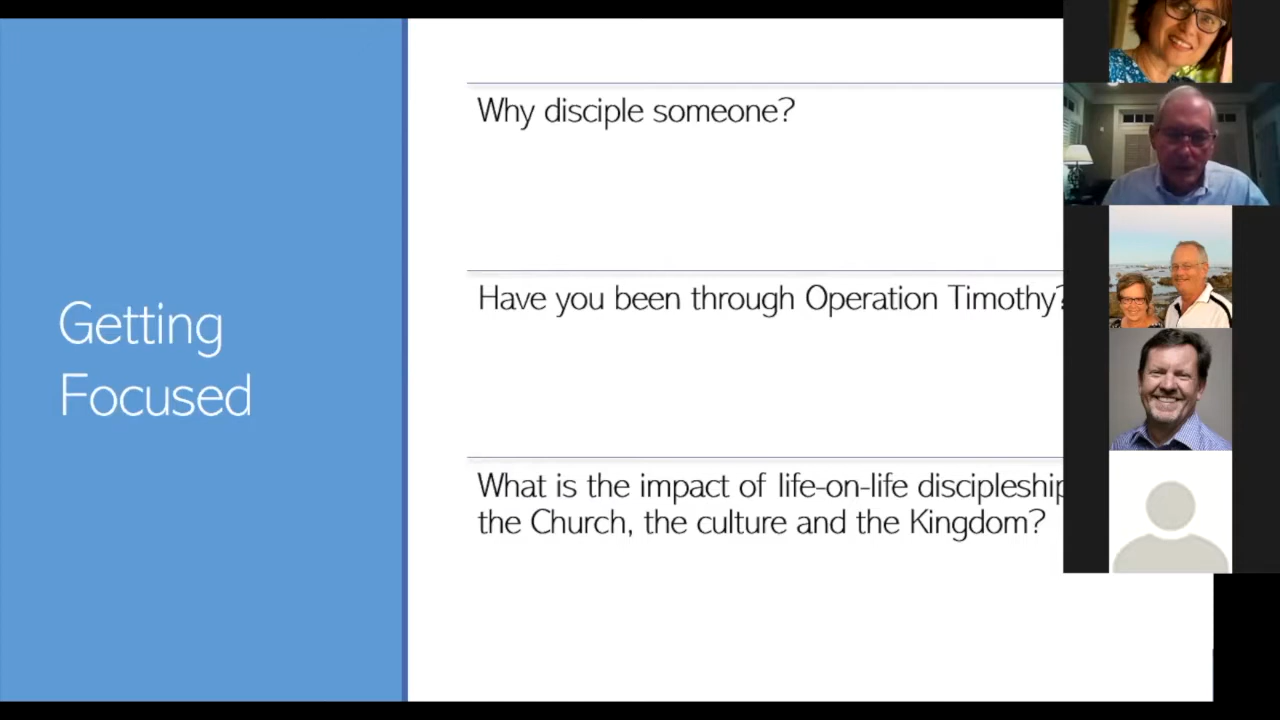 Getting
Focused
Why disciple someone?
Have you been through Operation Timothy?
What is the impact of life-on-life discipleship
the Church, the culture and the Kingdom?